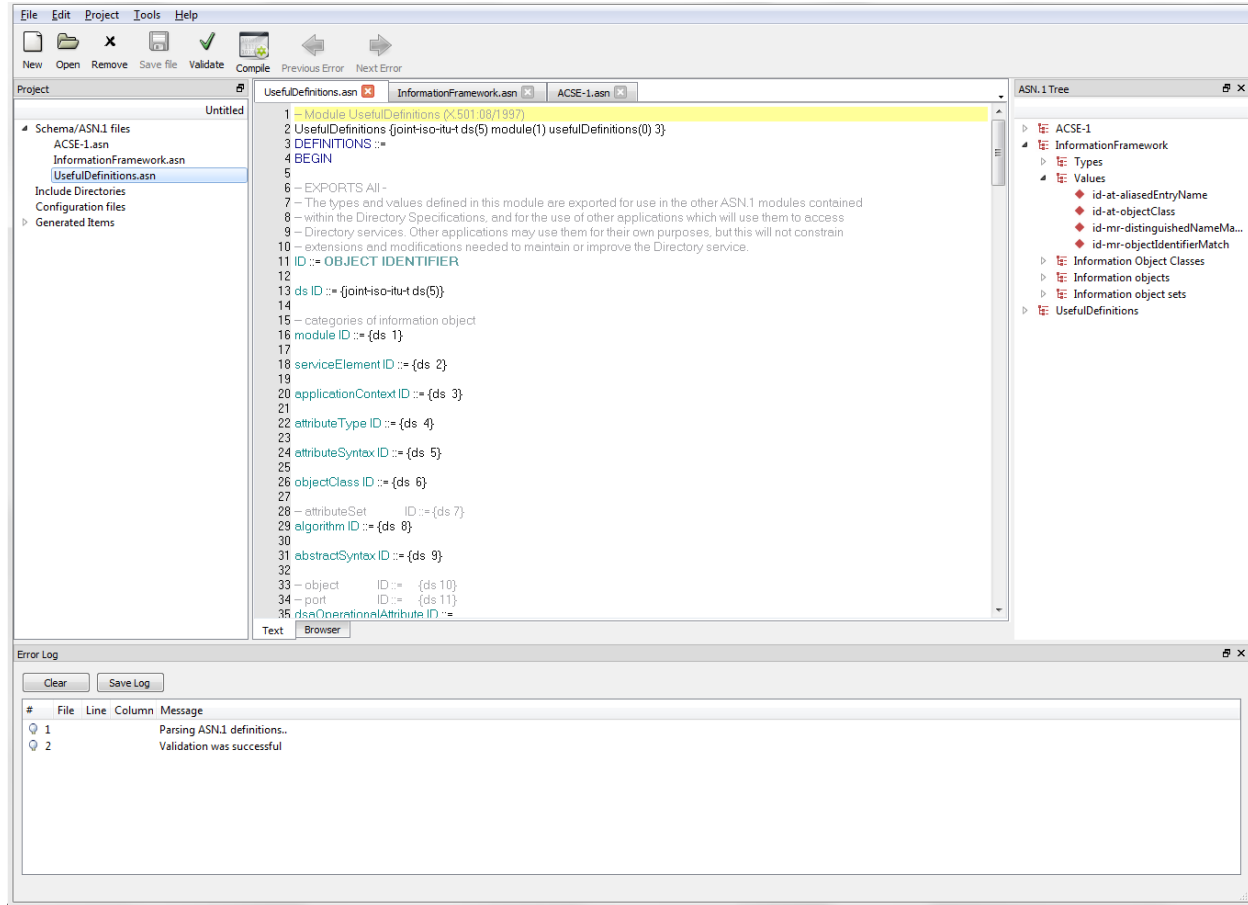 File Edit Project Tools Help
New Open Remove Save file Validate Compile Previous Error Next Error
Project
Untitled
Schema/ASN.1 files
ACSE-1.asn
InformationFramework.asn
UsefulDefinitions.asn
Include Directories
Configuration files
Generated Items
UsefulDefinitions.asn InformationFramework.asn ACSE-1.asn
1 -- Module UsefulDefinitions (X.501:08/1997)
2 UsefulDefinitions {joint-iso-itu-t ds(5) module(1) usefulDefinitions(0) 3}
3 DEFINITIONS ::=
4 BEGIN
5
6 -- EXPORTS All -
7 -- The types and values defined in this module are exported for use in the other ASN.1 modules contained
8 -- within the Directory Specifications, and for the use of other applications which will use them to access
9 -- Directory services. Other applications may use them for their own purposes, but this will not constrain
10 -- extensions and modifications needed to maintain or improve the Directory service.
11 ID ::= OBJECT IDENTIFIER
12
13 ds ID ::= {joint-iso-itu-t ds(5)}
14
15 -- categories of information object
16 module ID ::= {ds 1}
17
18 serviceElement ID ::= {ds 2}
19
20 applicationContext ID ::= {ds 3}
21
22 attributeType ID ::= {ds 4}
23
24 attributeSyntax ID ::= {ds 5}
25
26 objectClass ID ::= {ds 6}
27
28 -- attributeSet ID ::= {ds 7}
29 algorithm ID ::= {ds 8}
30
31 abstractSyntax ID ::= {ds 9}
32
33 -- object ID ::= {ds 10}
34 -- port ID ::= {ds 11}
35 dsaOperationalAttribute ID ::=
Text Browser
ASN.1 Tree
ACSE-1
InformationFramework
Types
Values
id-at-aliasedEntryName
id-at-objectClass
id-mr-distinguishedNameMa...
id-mr-objectIdentifierMatch
Information Object Classes
Information objects
Information object sets
UsefulDefinitions
Error Log
Clear Save Log
# File Line Column Message
1 Parsing ASN.1 definitions..
2 Validation was successful